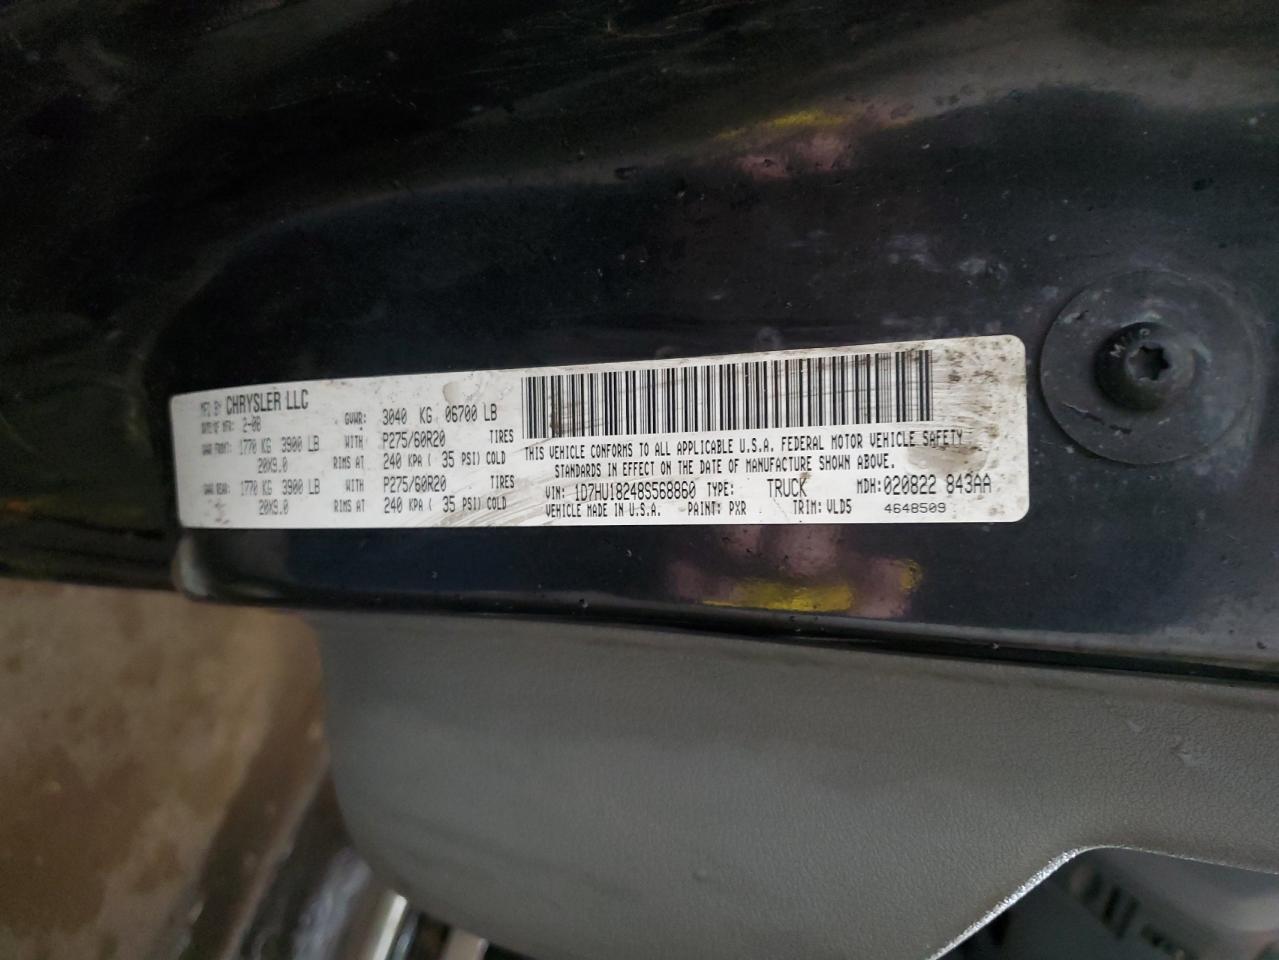 MFD BY CHRYSLER LLC
DATE OF MFR: 2-08 GVWR: 3040 KG 06700 LB
GAWR FRONT: 1770 KG 3900 LB WITH P275/60R20 TIRES
20X9.0 RIMS AT 240 KPA ( 35 PSI) COLD
GAWR REAR: 1770 KG 3900 LB WITH P275/60R20 TIRES
20X9.0 RIMS AT 240 KPA ( 35 PSI) COLD
THIS VEHICLE CONFORMS TO ALL APPLICABLE U.S.A. FEDERAL MOTOR VEHICLE SAFETY
STANDARDS IN EFFECT ON THE DATE OF MANUFACTURE SHOWN ABOVE.
VIN: 1D7HU18248S568860 TYPE: TRUCK MDH:020822 843AA
VEHICLE MADE IN U.S.A. PAINT: PXR TRIM: VLD5 4648509